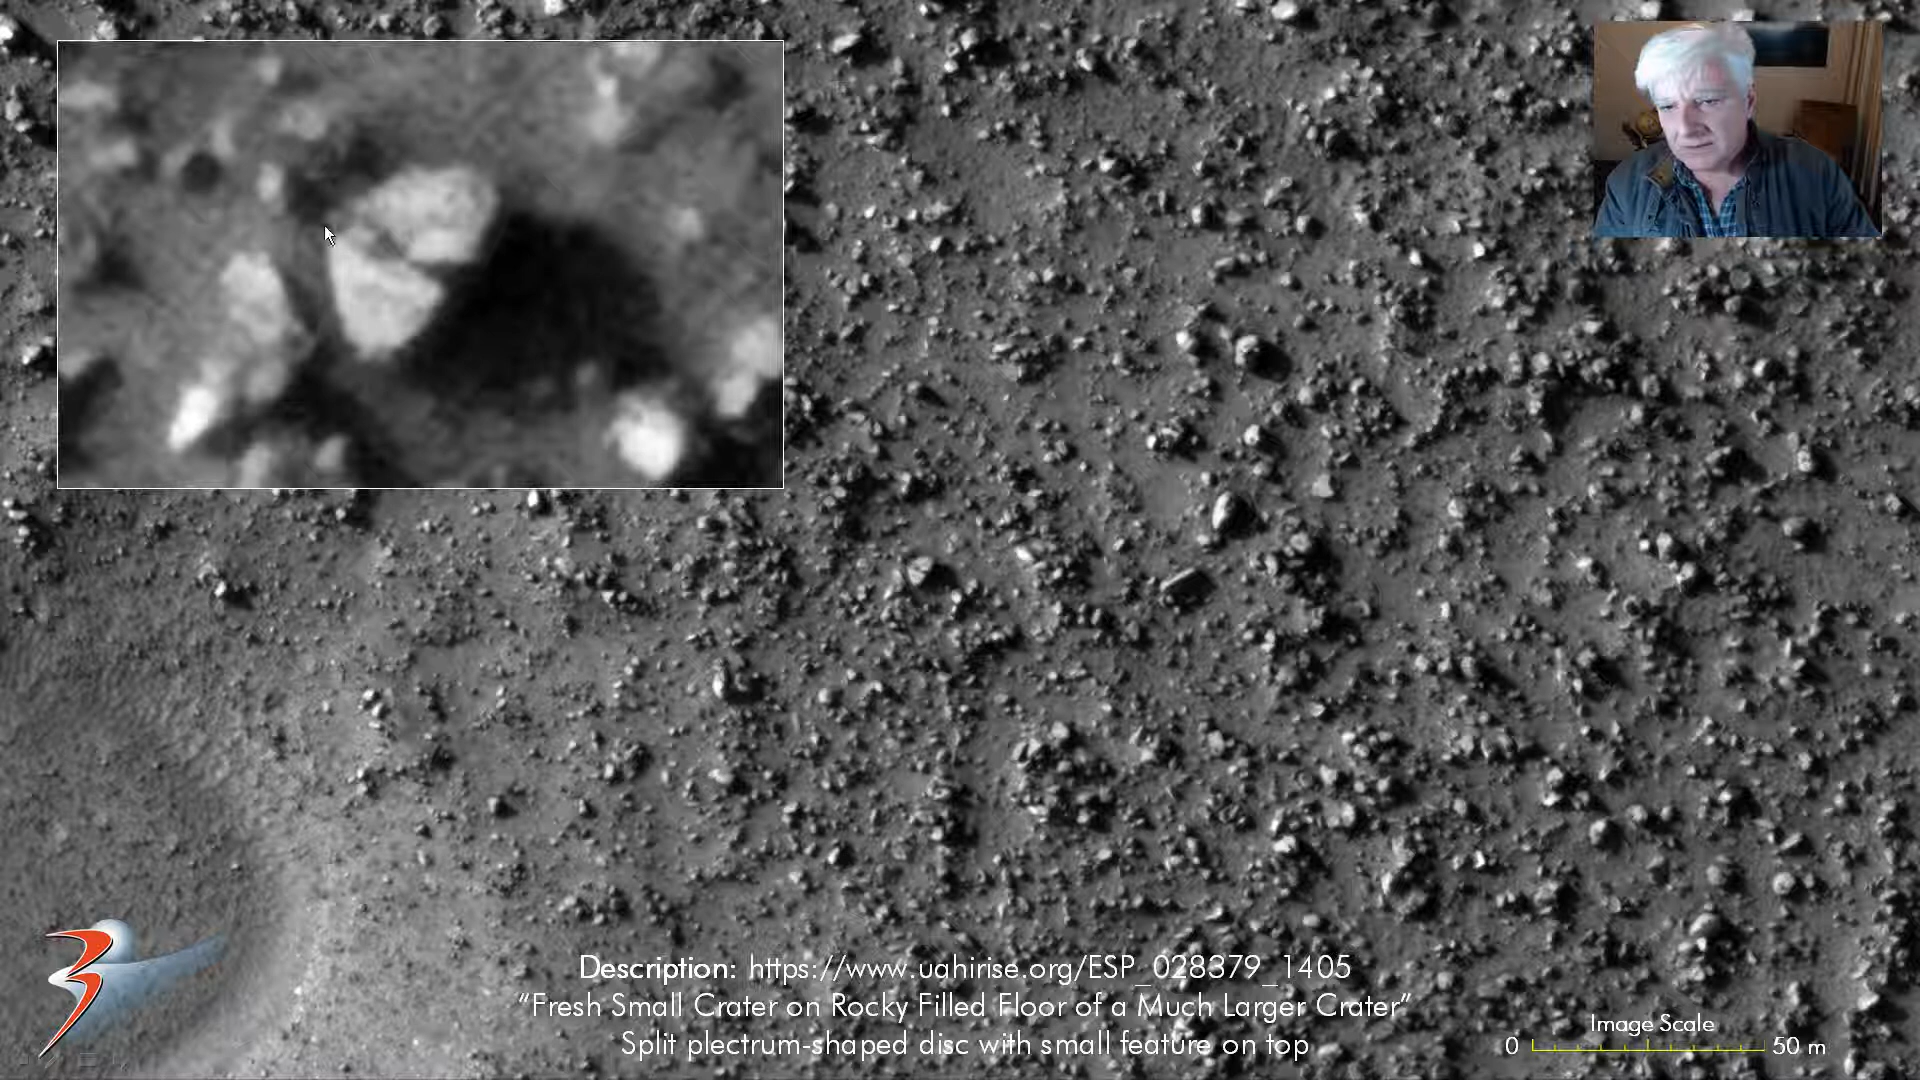 Description: https://www.uahirise.org/ESP_028379_1405
“Fresh Small Crater on Rocky Filled Floor of a Much Larger Crater”
Split plectrum-shaped disc with small feature on top
Image Scale
0 50 m